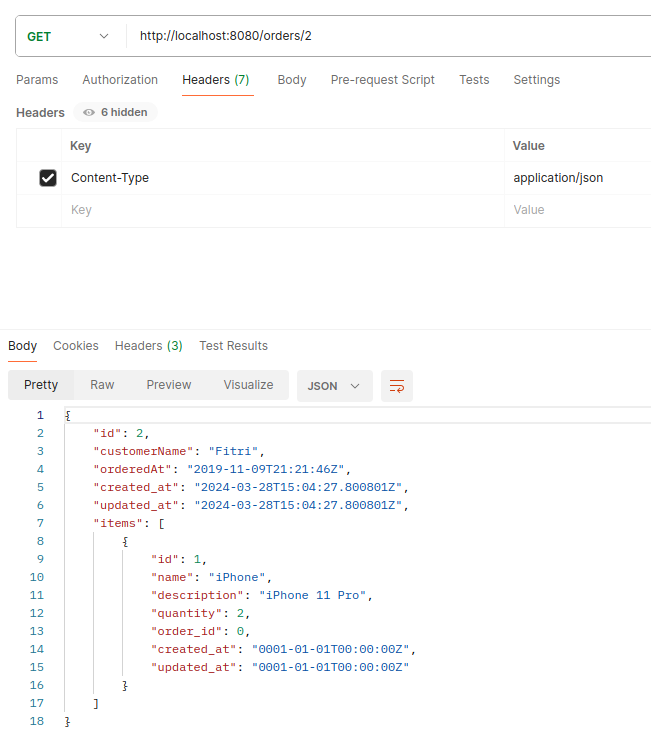 GET http://localhost:8080/orders/2
Params Authorization Headers (7) Body Pre-request Script Tests Settings
Headers 6 hidden
Key Value
Content-Type application/json
Key Value
Body Cookies Headers (3) Test Results
Pretty Raw Preview Visualize JSON
1 {
2 "id": 2,
3 "customerName": "Fitri",
4 "orderedAt": "2019-11-09T21:21:46Z",
5 "created_at": "2024-03-28T15:04:27.800801Z",
6 "updated_at": "2024-03-28T15:04:27.800801Z",
7 "items": [
8 {
9 "id": 1,
10 "name": "iPhone",
11 "description": "iPhone 11 Pro",
12 "quantity": 2,
13 "order_id": 0,
14 "created_at": "0001-01-01T00:00:00Z",
15 "updated_at": "0001-01-01T00:00:00Z"
16 }
17 ]
18 }